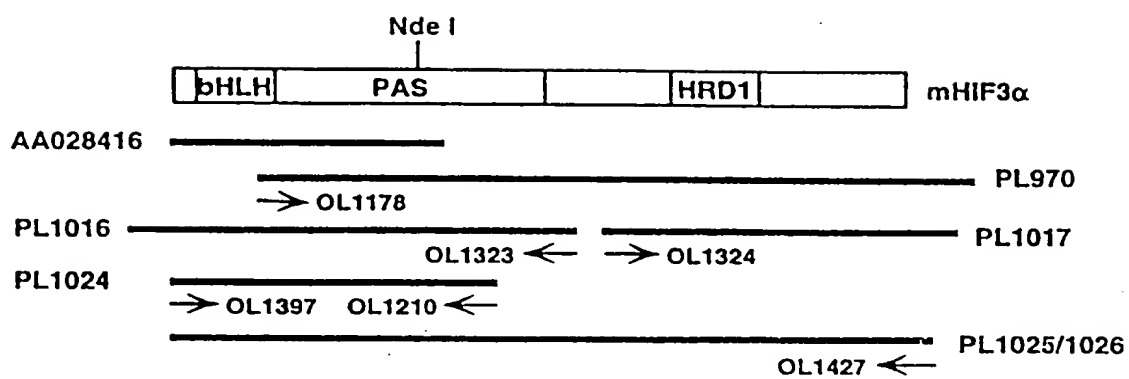 Nde I
bHLH PAS HRD1 mHIF3α
AA028416
PL970
OL1178
PL1016 PL1017
OL1323 OL1324
PL1024
OL1397 OL1210
PL1025/1026
OL1427